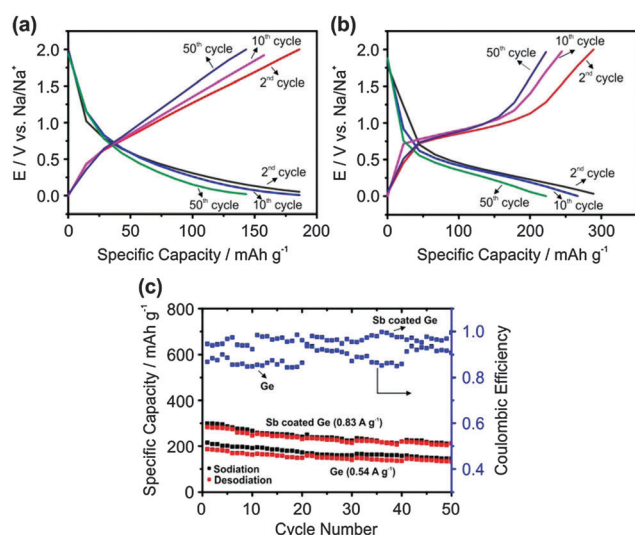 (a)
E / V vs. Na/Na+
2.0
1.5
1.0
0.5
0.0
50th cycle
10th cycle
2nd cycle
2nd cycle
50th cycle
10th cycle
0 50 100 150 200
Specific Capacity / mAh g-1
(b)
E / V vs. Na/Na+
2.0
1.5
1.0
0.5
0.0
50th cycle
10th cycle
2nd cycle
2nd cycle
50th cycle
10th cycle
0 100 200 300
Specific Capacity / mAh g-1
(c)
Specific Capacity / mAh g-1
800
700
600
300
200
100
0
Sb coated Ge
Ge
Sb coated Ge (0.83 A g-1)
Sodiation
Desodiation
Ge (0.54 A g-1)
1.0
0.8
0.6
0.4
Coulombic Efficiency
0 10 20 30 40 50
Cycle Number